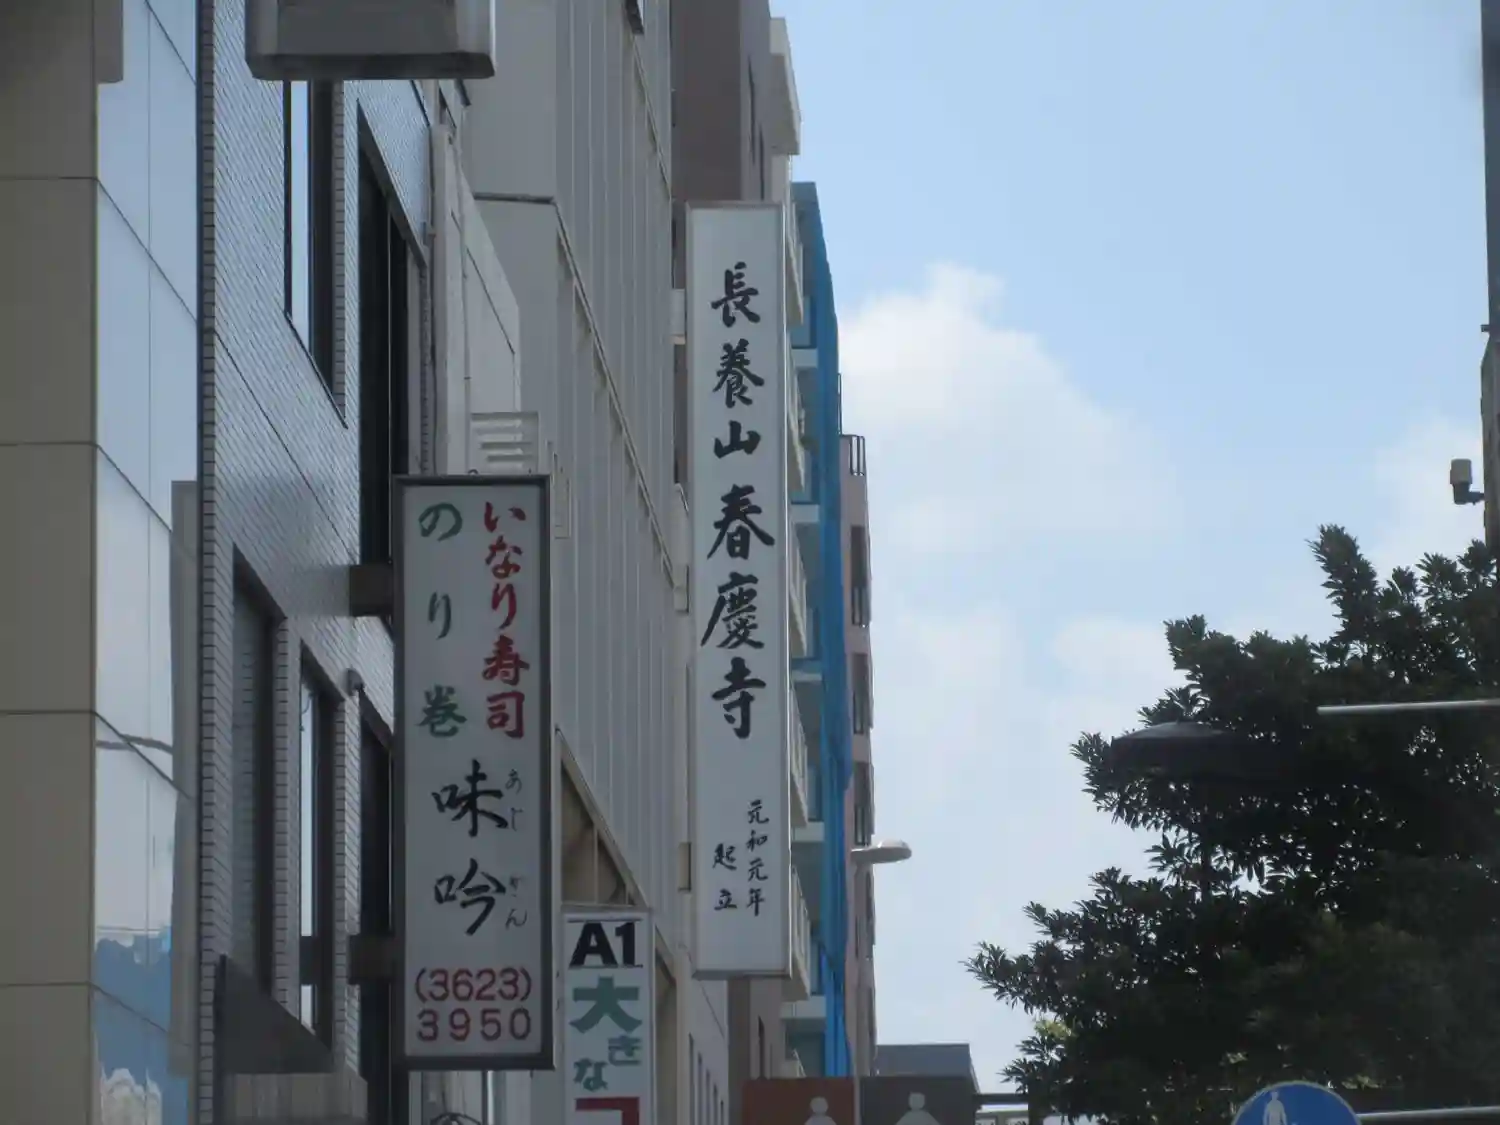 いなり寿司
のり巻
味吟
あじ
ぎん
(3623)
3950
A1
大きな
長養山 春慶寺
元和元年
起立